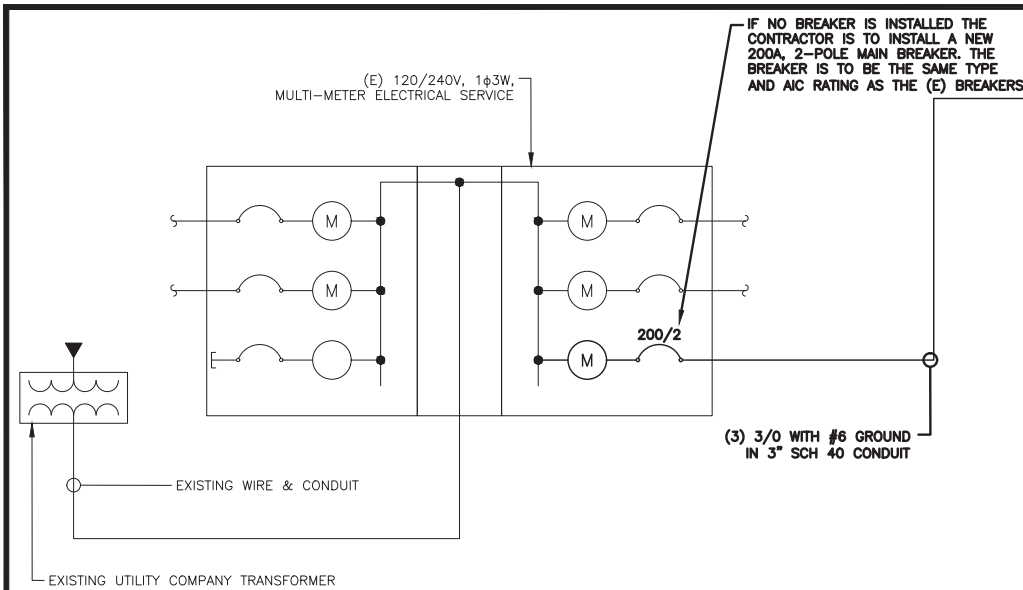 IF NO BREAKER IS INSTALLED THE
CONTRACTOR IS TO INSTALL A NEW
200A, 2-POLE MAIN BREAKER. THE
BREAKER IS TO BE THE SAME TYPE
AND AIC RATING AS THE (E) BREAKERS
(E) 120/240V, 1ϕ3W,
MULTI-METER ELECTRICAL SERVICE
M
M
M
M
200/2
M
(3) 3/0 WITH #6 GROUND
IN 3" SCH 40 CONDUIT
EXISTING WIRE & CONDUIT
EXISTING UTILITY COMPANY TRANSFORMER